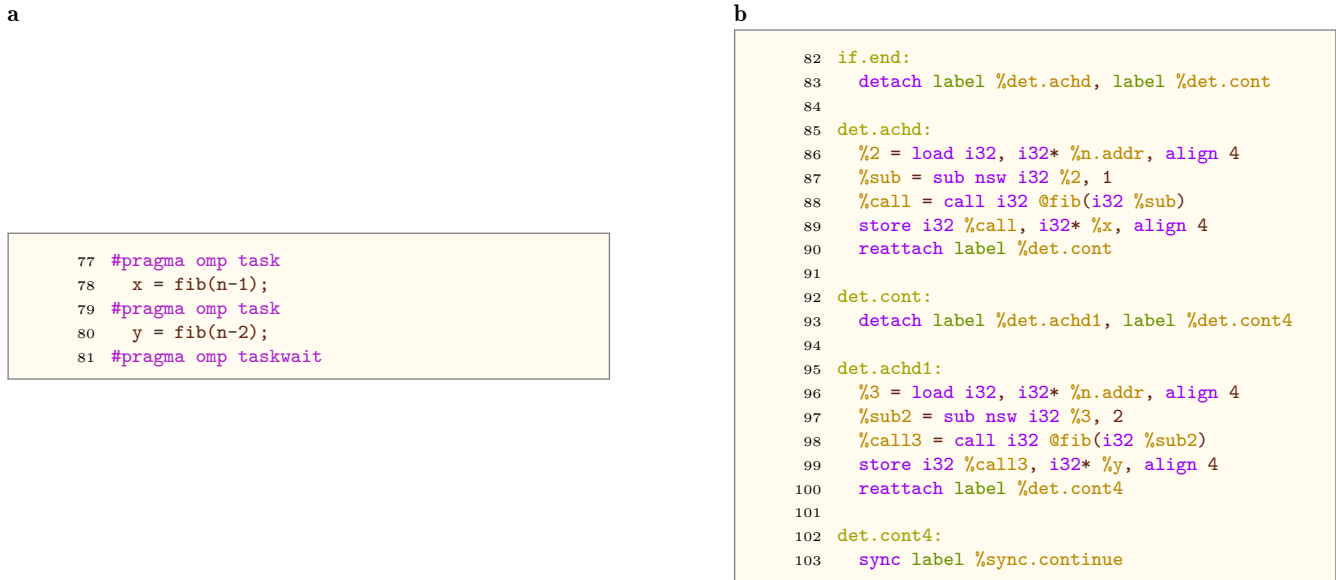 a
77 #pragma omp task
78 x = fib(n-1);
79 #pragma omp task
80 y = fib(n-2);
81 #pragma omp taskwait
b
82 if.end:
83 detach label %det.achd, label %det.cont
84
85 det.achd:
86 %2 = load i32, i32* %n.addr, align 4
87 %sub = sub nsw i32 %2, 1
88 %call = call i32 @fib(i32 %sub)
89 store i32 %call, i32* %x, align 4
90 reattach label %det.cont
91
92 det.cont:
93 detach label %det.achd1, label %det.cont4
94
95 det.achd1:
96 %3 = load i32, i32* %n.addr, align 4
97 %sub2 = sub nsw i32 %3, 2
98 %call3 = call i32 @fib(i32 %sub2)
99 store i32 %call3, i32* %y, align 4
100 reattach label %det.cont4
101
102 det.cont4:
103 sync label %sync.continue